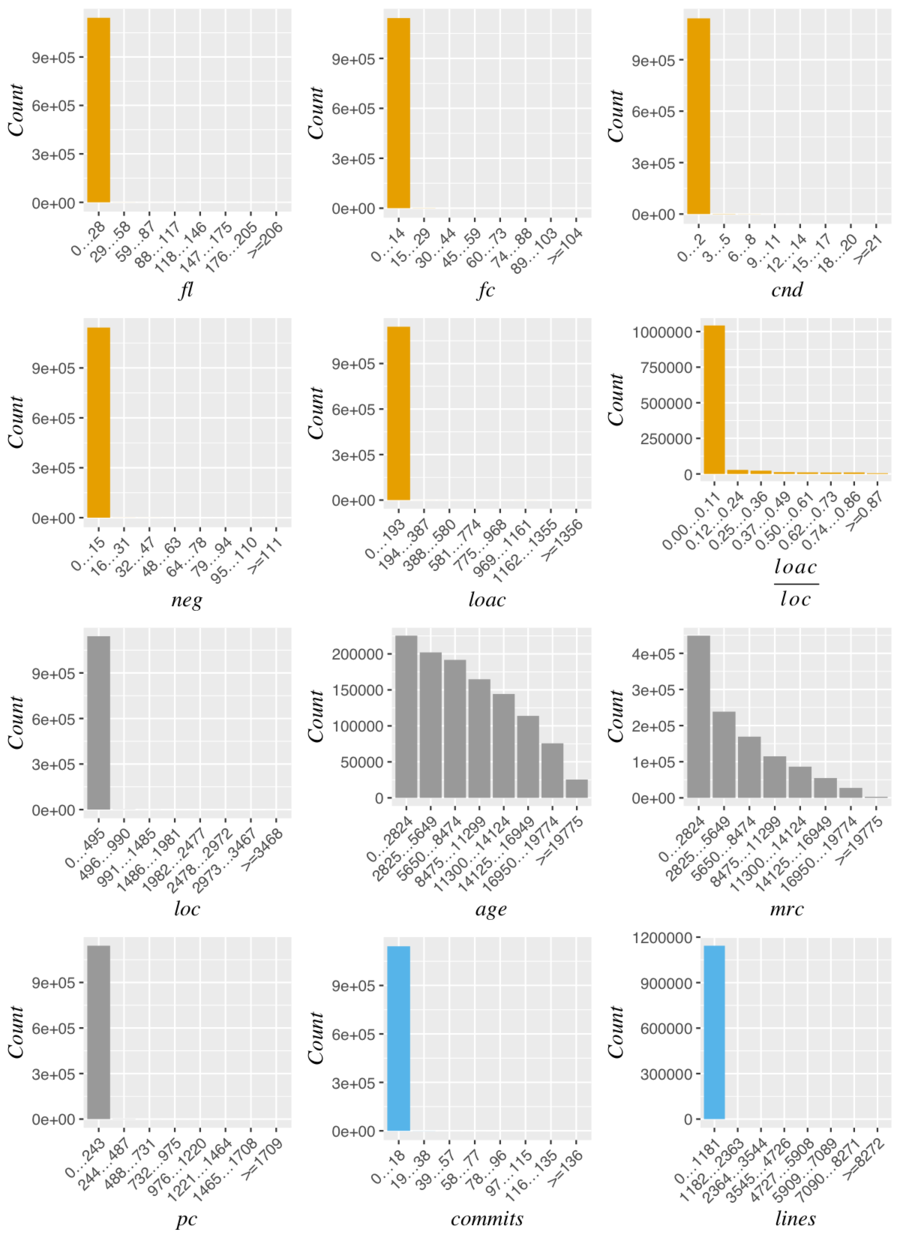 Count
9e+05
6e+05
3e+05
0e+00
0...28
29...58
59...87
88...117
118...146
147...175
176...205
>=206
fl
Count
9e+05
6e+05
3e+05
0e+00
0...14
15...29
30...44
45...59
60...73
74...88
89...103
>=104
fc
Count
9e+05
6e+05
3e+05
0e+00
0...2
3...5
6...8
9...11
12...14
15...17
18...20
>=21
cnd
Count
9e+05
6e+05
3e+05
0e+00
0...15
16...31
32...47
48...63
64...78
79...94
95...110
>=111
neg
Count
9e+05
6e+05
3e+05
0e+00
0...193
194...387
388...580
581...774
775...968
969...1161
1162...1355
>=1356
loac
Count
1000000
750000
500000
250000
0
0.00...0.11
0.12...0.24
0.25...0.36
0.37...0.49
0.50...0.61
0.62...0.73
0.74...0.86
>=0.87
loac
loc
Count
9e+05
6e+05
3e+05
0e+00
0...495
496...990
991...1485
1486...1981
1982...2477
2478...2972
2973...3467
>=3468
loc
Count
200000
150000
100000
50000
0
0...2824
2825...5649
5650...8474
8475...11299
11300...14124
14125...16949
16950...19774
>=19775
age
Count
4e+05
3e+05
2e+05
1e+05
0e+00
0...2824
2825...5649
5650...8474
8475...11299
11300...14124
14125...16949
16950...19774
>=19775
mrc
Count
9e+05
6e+05
3e+05
0e+00
0...243
244...487
488...731
732...975
976...1220
1221...1464
1465...1708
>=1709
pc
Count
9e+05
6e+05
3e+05
0e+00
0...18
19...38
39...57
58...77
78...96
97...115
116...135
>=136
commits
Count
1200000
900000
600000
300000
0
0...1181
1182...2363
2364...3544
3545...4726
4727...5908
5909...7089
7090...8271
>=8272
lines